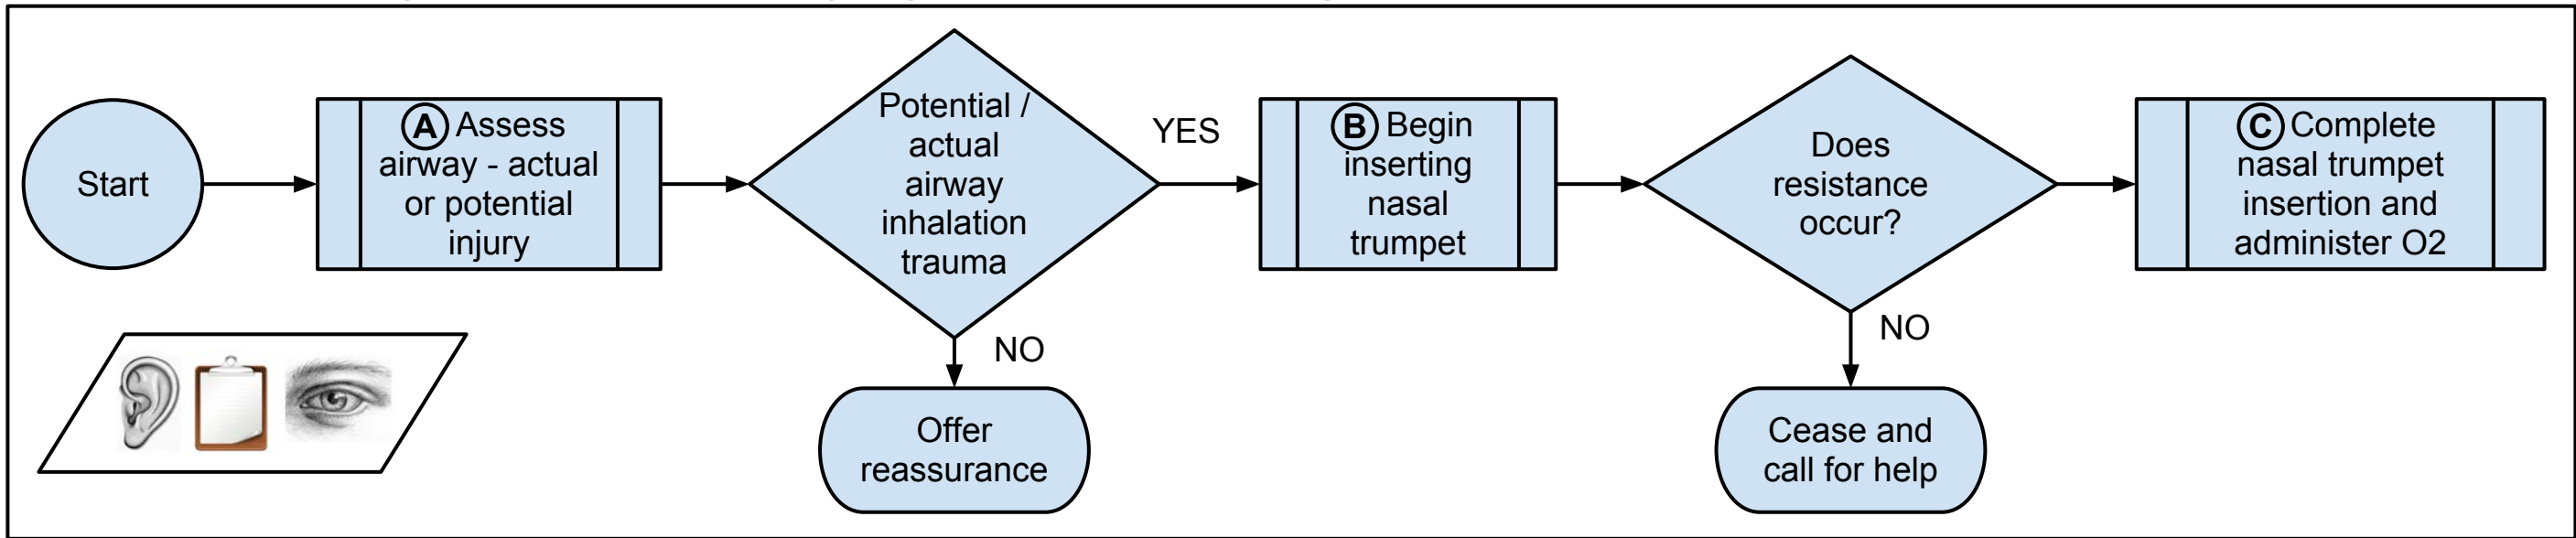 Start
A Assess
airway - actual
or potential
injury
Potential /
actual
airway
inhalation
trauma
YES
NO
Offer
reassurance
B Begin
inserting
nasal
trumpet
Does
resistance
occur?
NO
Cease and
call for help
C Complete
nasal trumpet
insertion and
administer O2